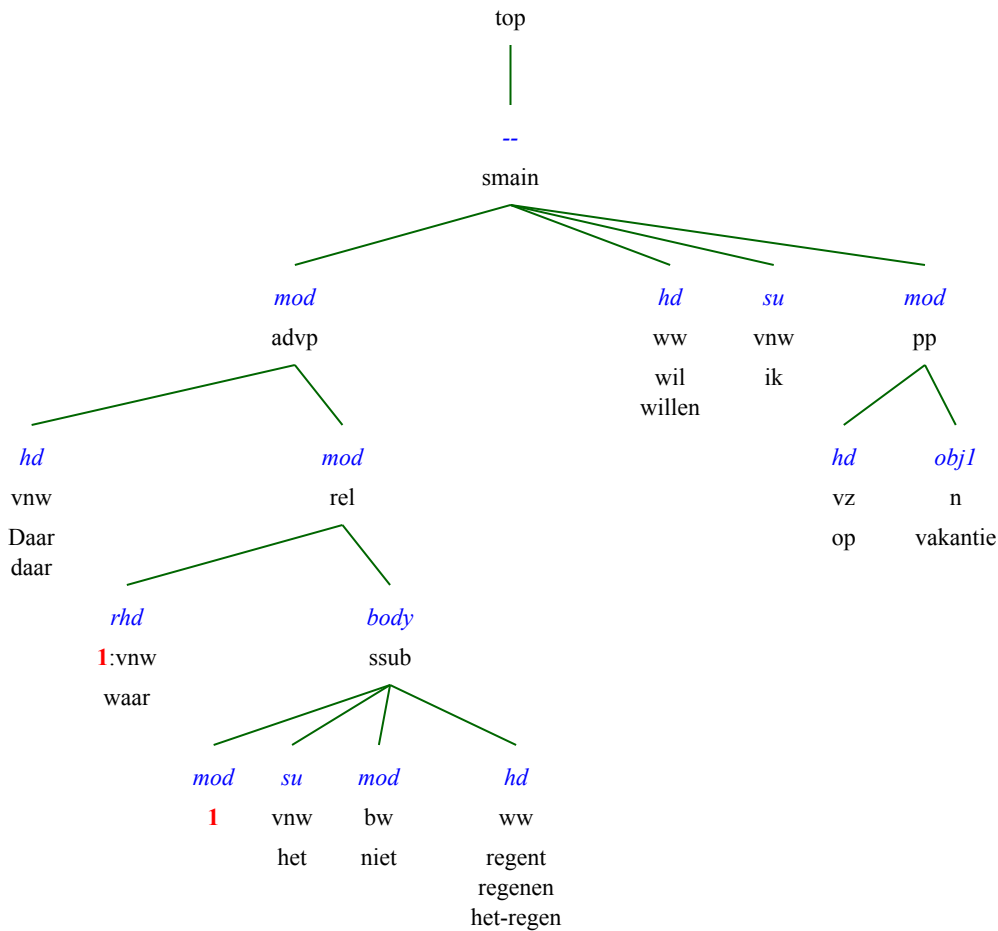 top
--
smain
mod hd su mod
advp ww vnw pp
wil ik
willen
hd mod hd obj1
vnw rel vz n
Daar op vakantie
daar
rhd body
1:vnw ssub
waar
mod su mod hd
1 vnw bw ww
het niet regent
regenen
het-regen